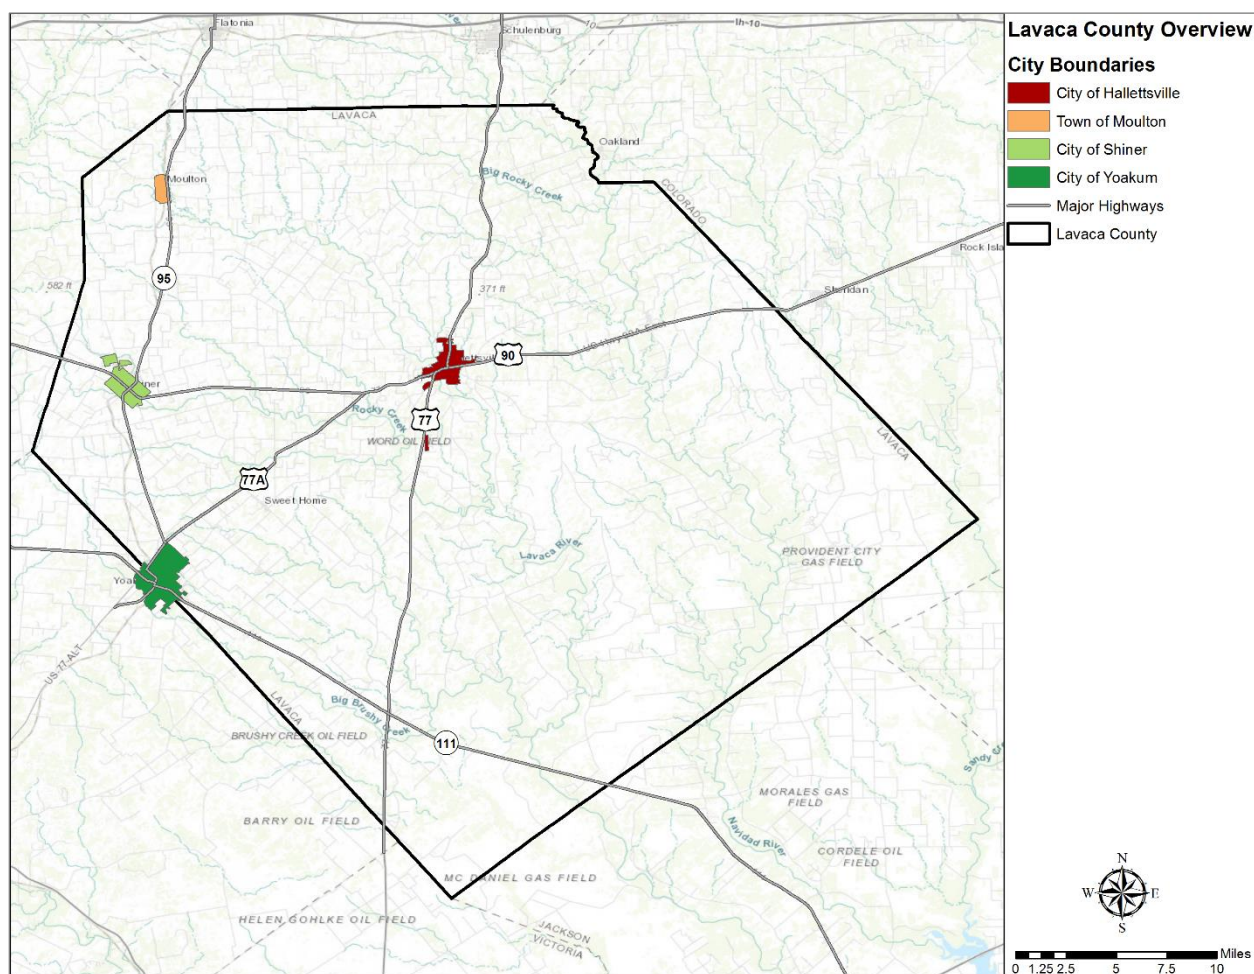 Flatonia
Schulenburg
10
Ih-10
LAVACA
Oakland
Moulton
Big Rocky Creek
COLORADO
Rock Isla
95
582 ft
371 ft
Sheridan
90
Rocky Creek
77
WORD OIL FIELD
LAVACA
77A
Sweet Home
Lavaca River
PROVIDENT CITY
GAS FIELD
US-77-ALT
LAVACA
Big Brushy Creek
BRUSHY CREEK OIL FIELD
111
Sandy Cre
MORALES GAS
FIELD
BARRY OIL FIELD
Navidad River
CORDELE OIL
FIELD
MC DANIEL GAS FIELD
HELEN GOHLKE OIL FIELD
JACKSON
VICTORIA
Lavaca County Overview
City Boundaries
City of Hallettsville
Town of Moulton
City of Shiner
City of Yoakum
Major Highways
Lavaca County
N
W
E
S
Miles
0 1.25 2.5 5 7.5 10